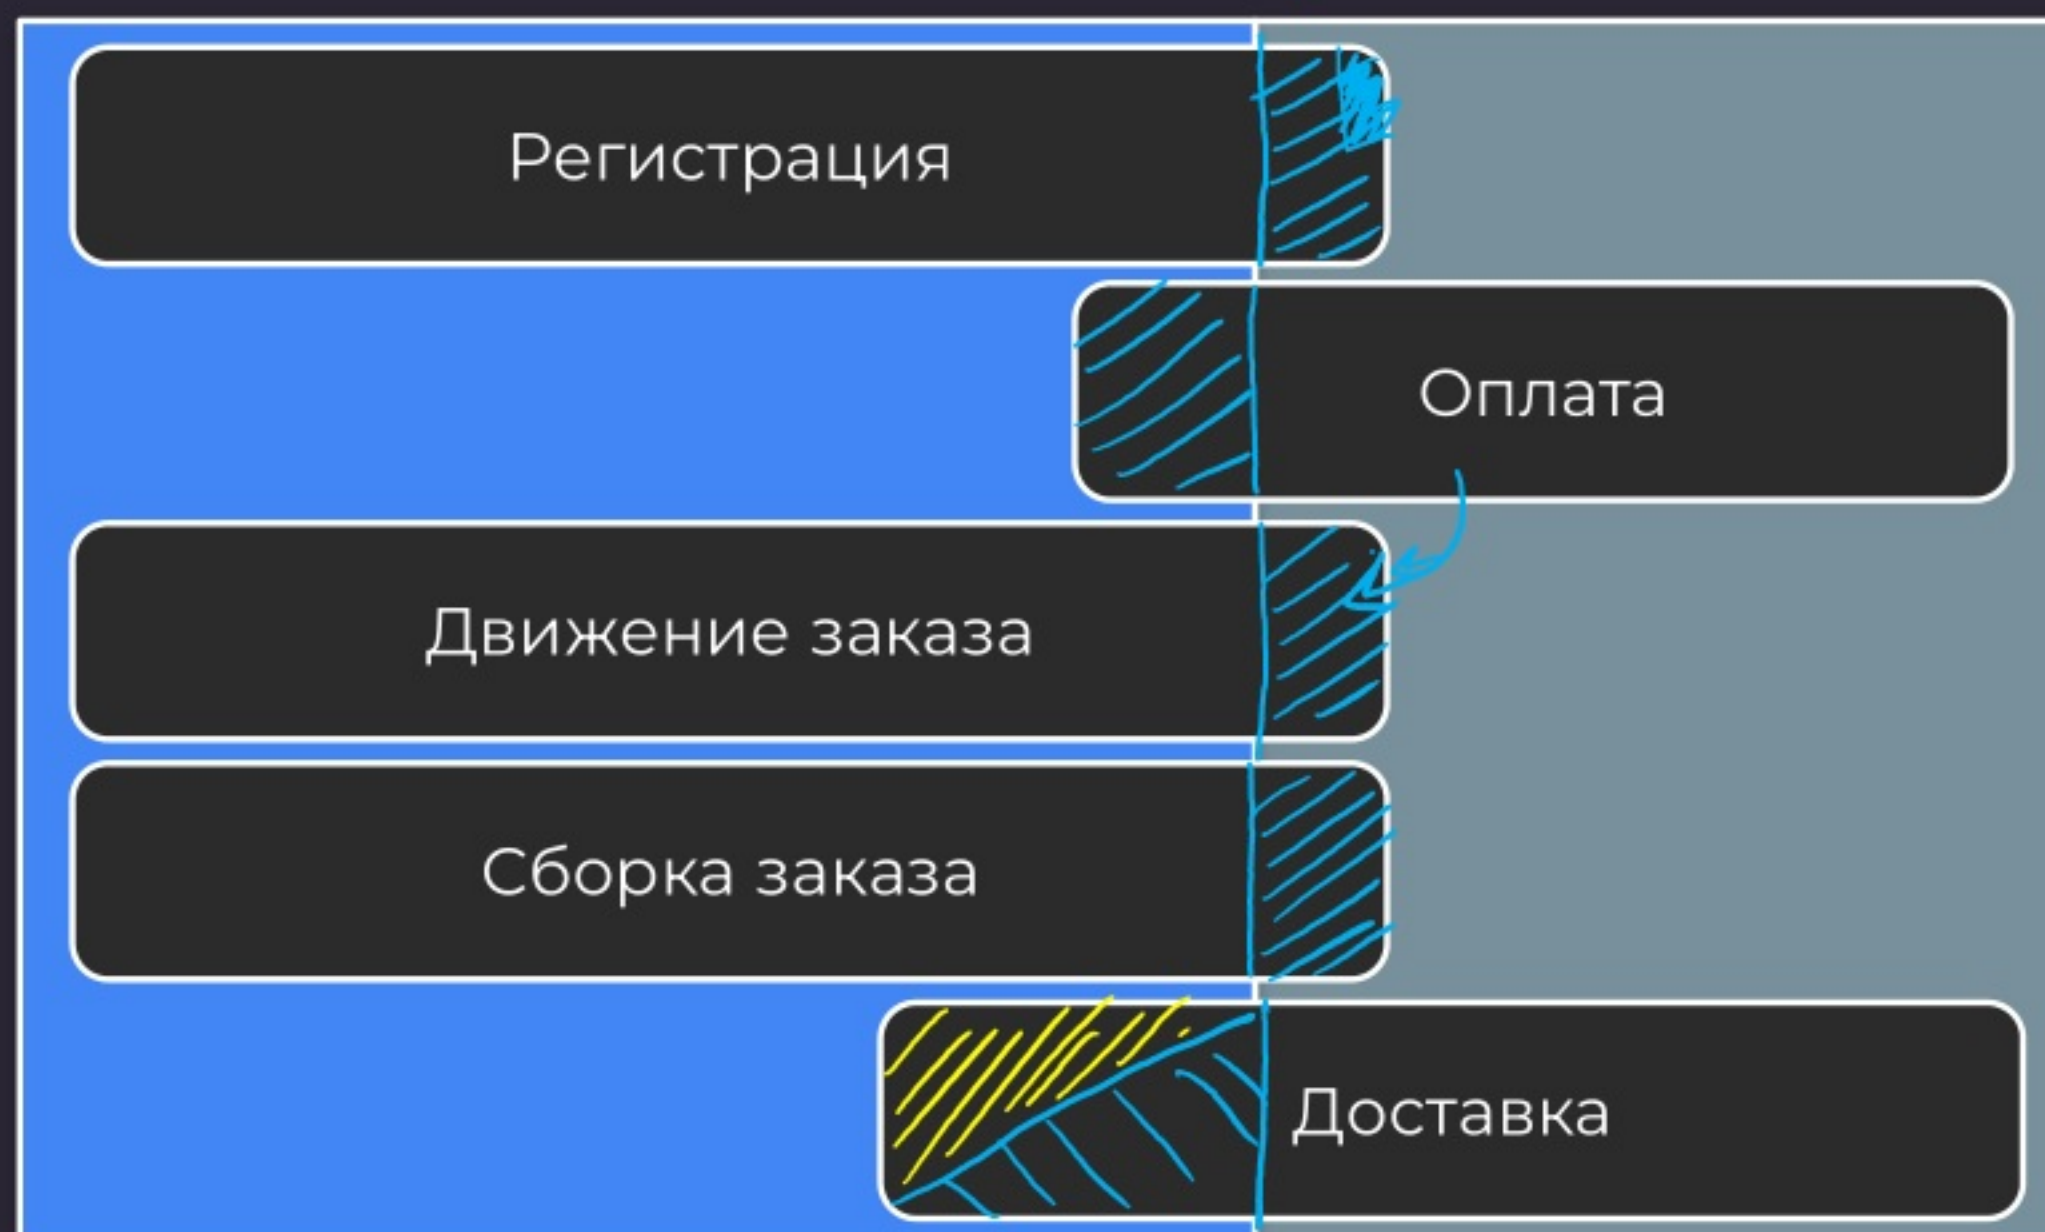 Регистрация
Оплата
Движение заказа
Сборка заказа
Доставка